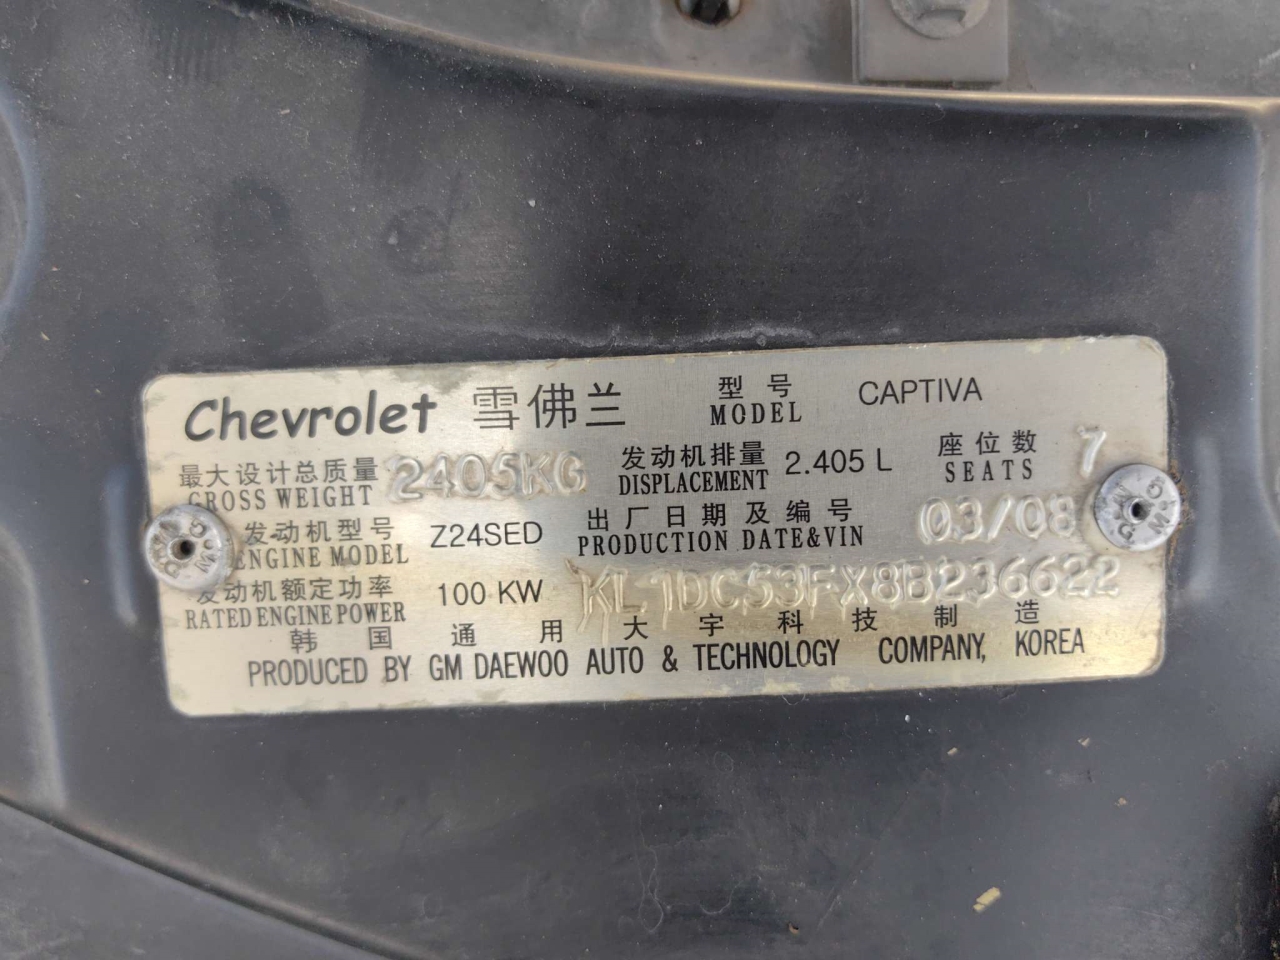 Chevrolet 雪佛兰 型号 CAPTIVA
MODEL
最大设计总质量 2405KG 发动机排量 2.405 L 座位数 7
GROSS WEIGHT DISPLACEMENT SEATS
发动机型号 Z24SED 出厂日期及编号 03/08
ENGINE MODEL PRODUCTION DATE&VIN
发动机额定功率 100 KW KL1DC53FX8B236622
RATED ENGINE POWER
韩国通用大宇科技制造
PRODUCED BY GM DAEWOO AUTO & TECHNOLOGY COMPANY, KOREA